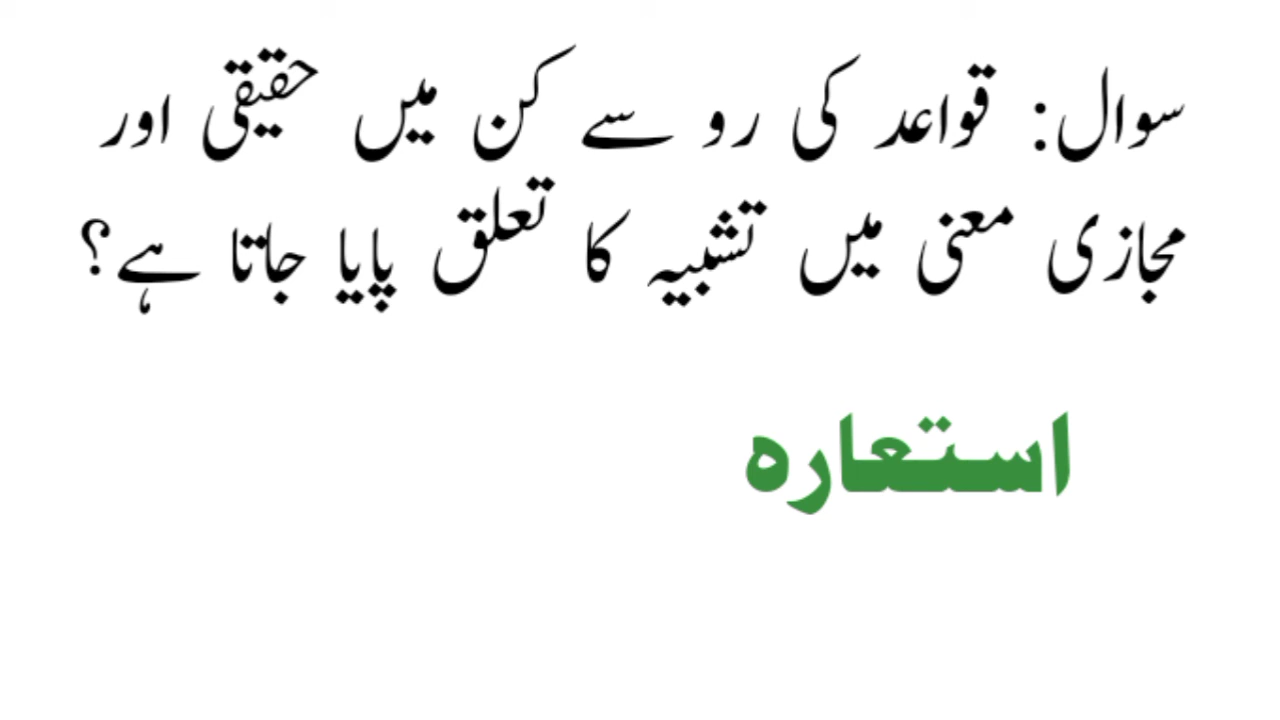 سوال: قواعد کی رو سے کن میں حقیقی اور
مجازی معنی میں تشبیہ کا تعلق پایا جاتا ہے؟
استعارہ